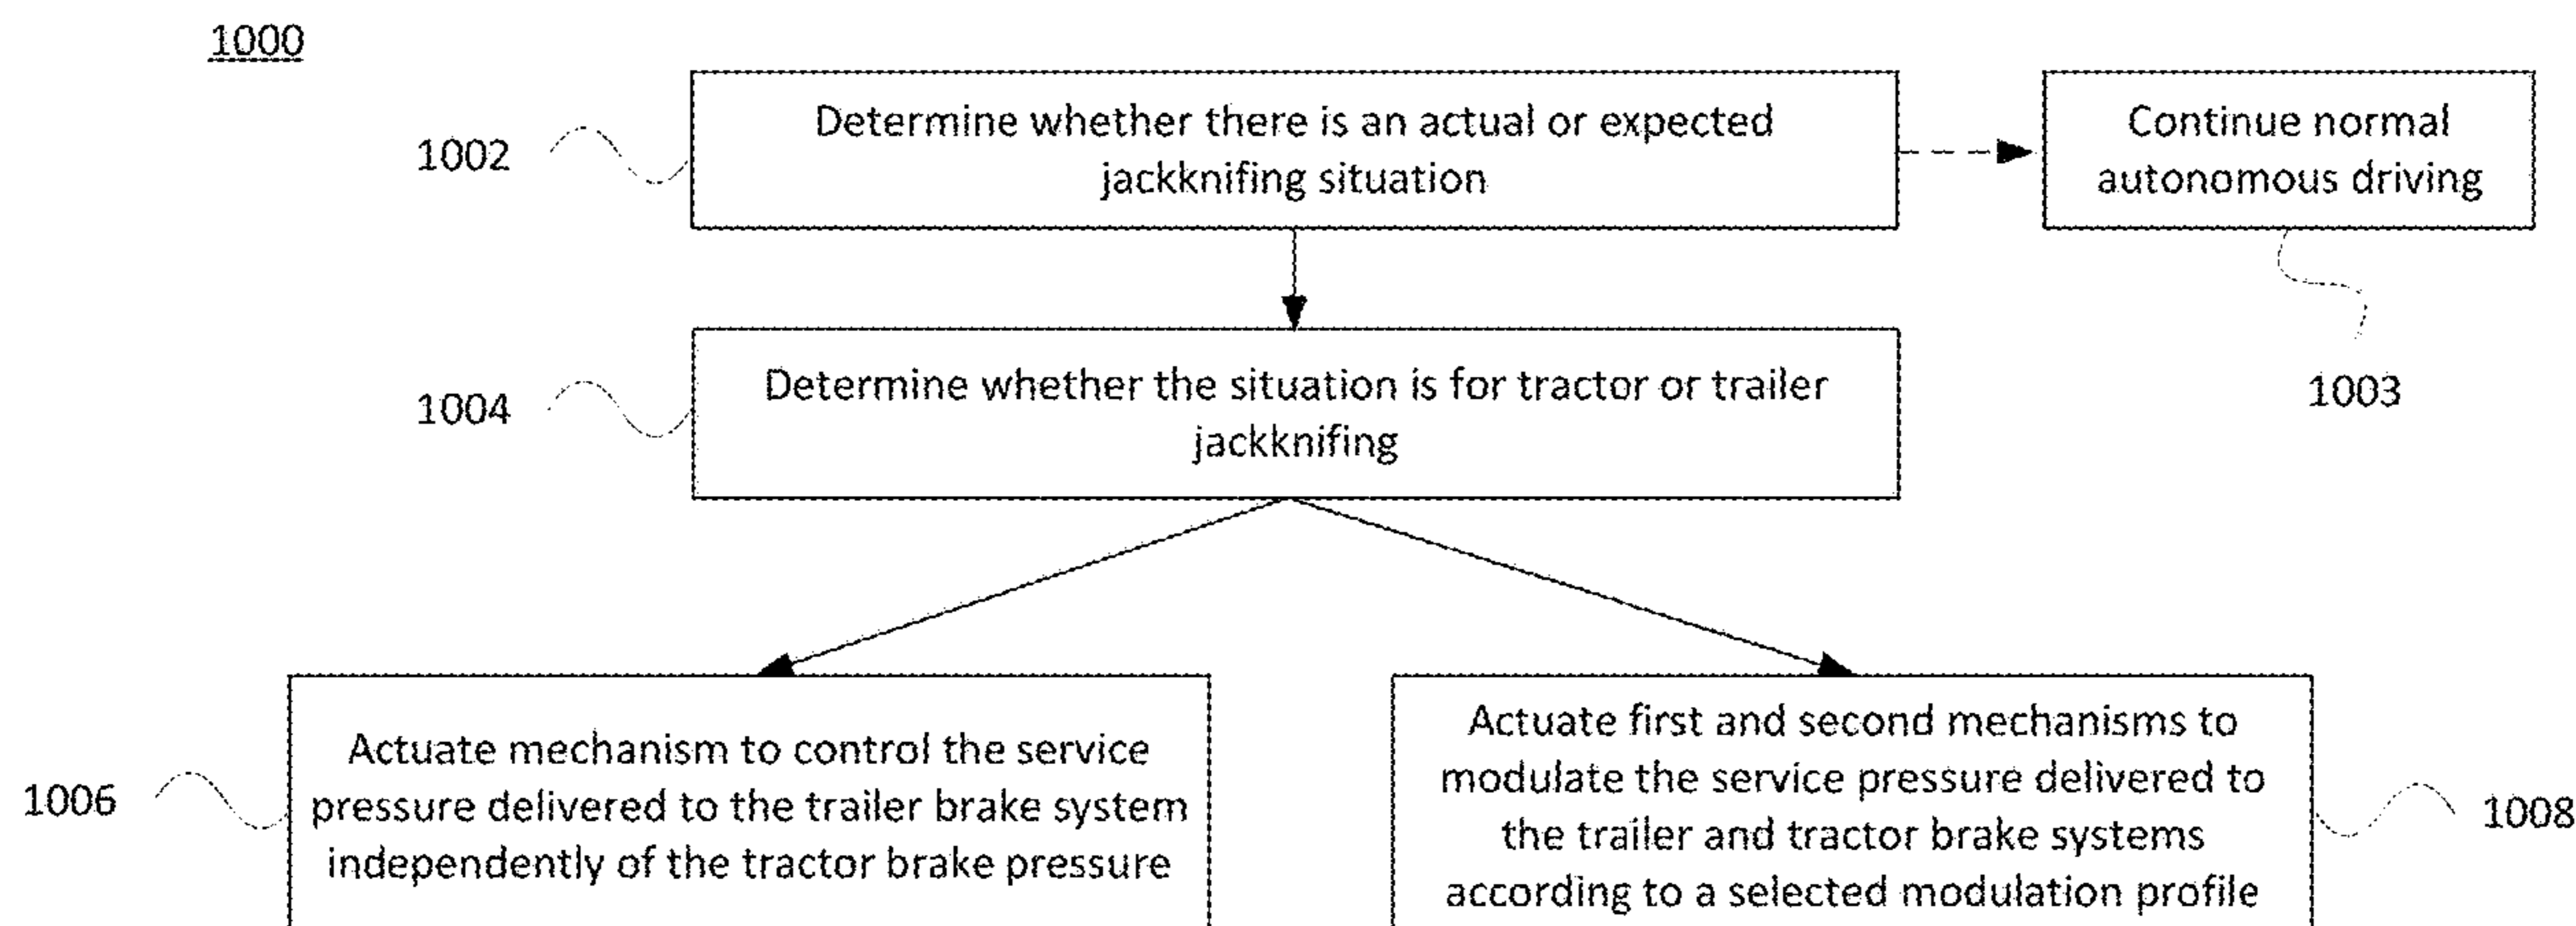 1000
1002
Determine whether there is an actual or expected
jackknifing situation
Continue normal
autonomous driving
1003
1004
Determine whether the situation is for tractor or trailer
jackknifing
1006
Actuate mechanism to control the service
pressure delivered to the trailer brake system
independently of the tractor brake pressure
Actuate first and second mechanisms to
modulate the service pressure delivered to
the trailer and tractor brake systems
according to a selected modulation profile
1008